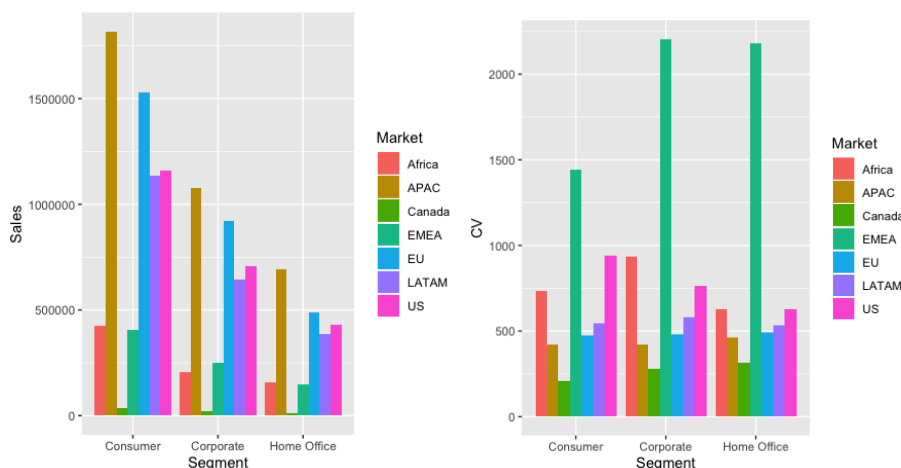 Sales
1500000
1000000
500000
0
Consumer Corporate Home Office
Segment
Market
Africa
APAC
Canada
EMEA
EU
LATAM
US
CV
2000
1500
1000
500
0
Consumer Corporate Home Office
Segment
Market
Africa
APAC
Canada
EMEA
EU
LATAM
US